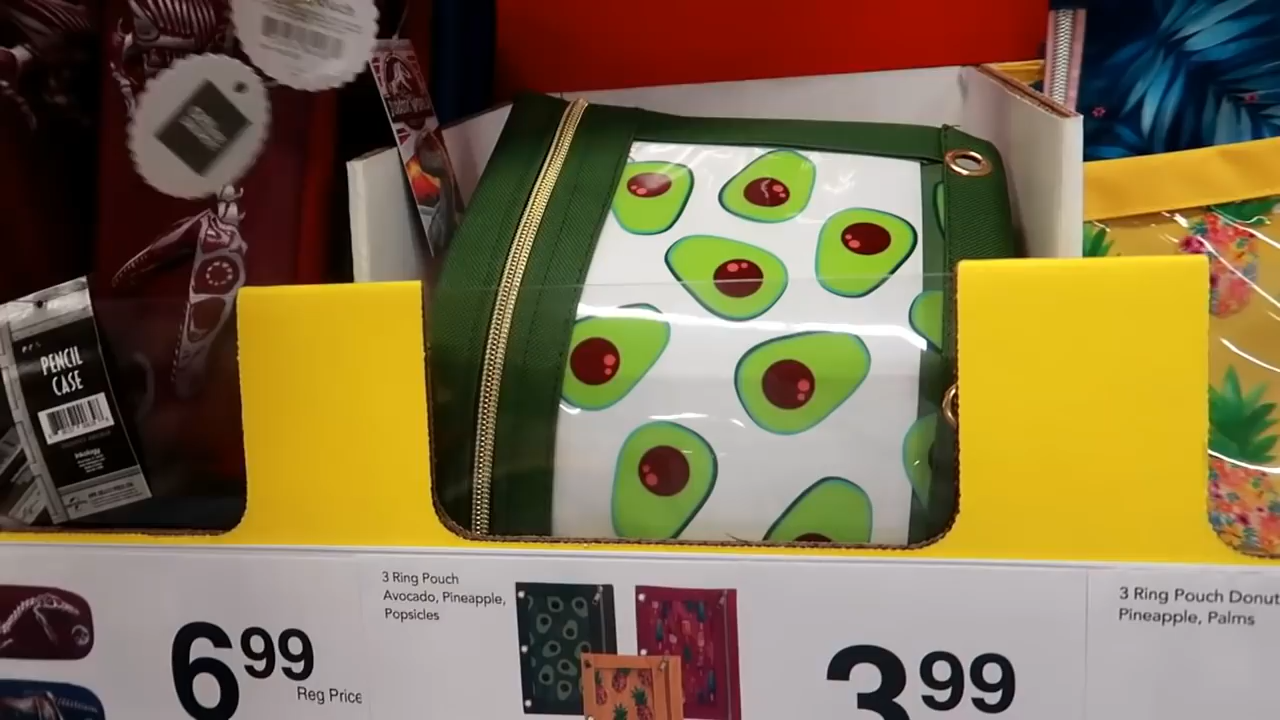 PENCIL
CASE
Inkology
3 Ring Pouch
Avocado, Pineapple,
Popsicles
3 Ring Pouch Donut
Pineapple, Palms
6 99
Reg Price
3 99